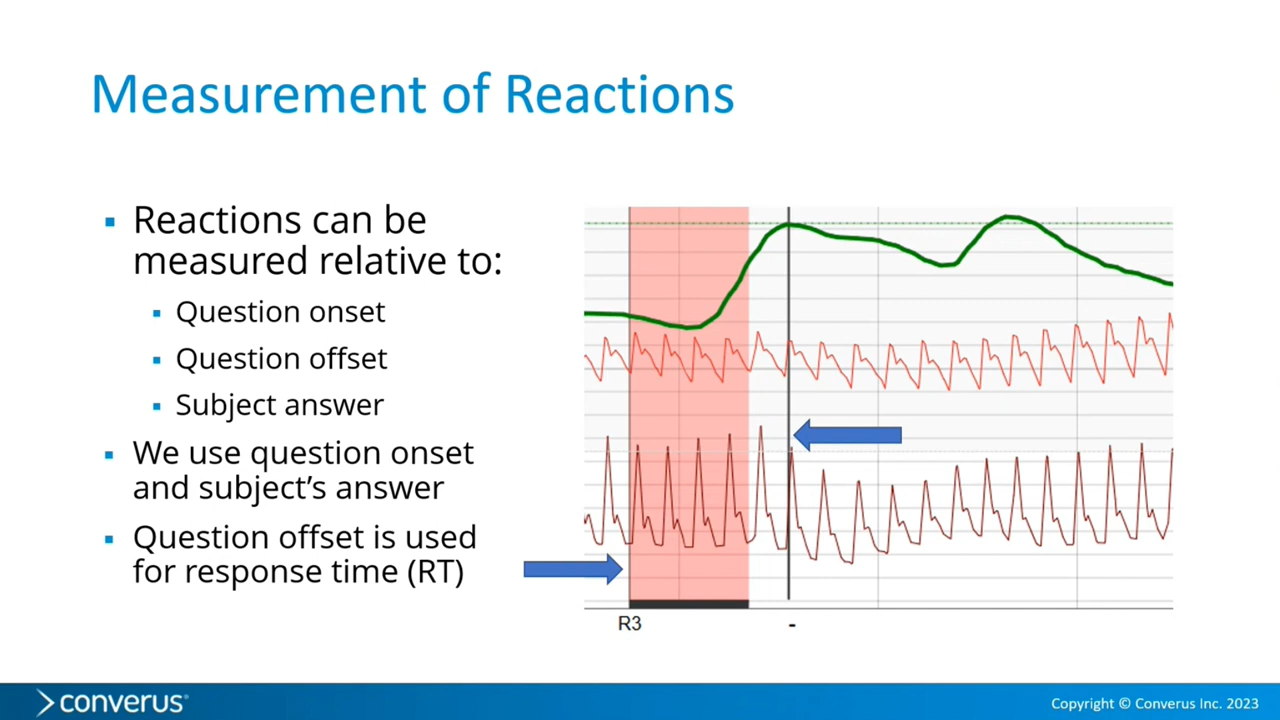 Measurement of Reactions
▪ Reactions can be
measured relative to:
▪ Question onset
▪ Question offset
▪ Subject answer
▪ We use question onset
and subject’s answer
▪ Question offset is used
for response time (RT)
R3
-
converus®
Copyright © Converus Inc. 2023